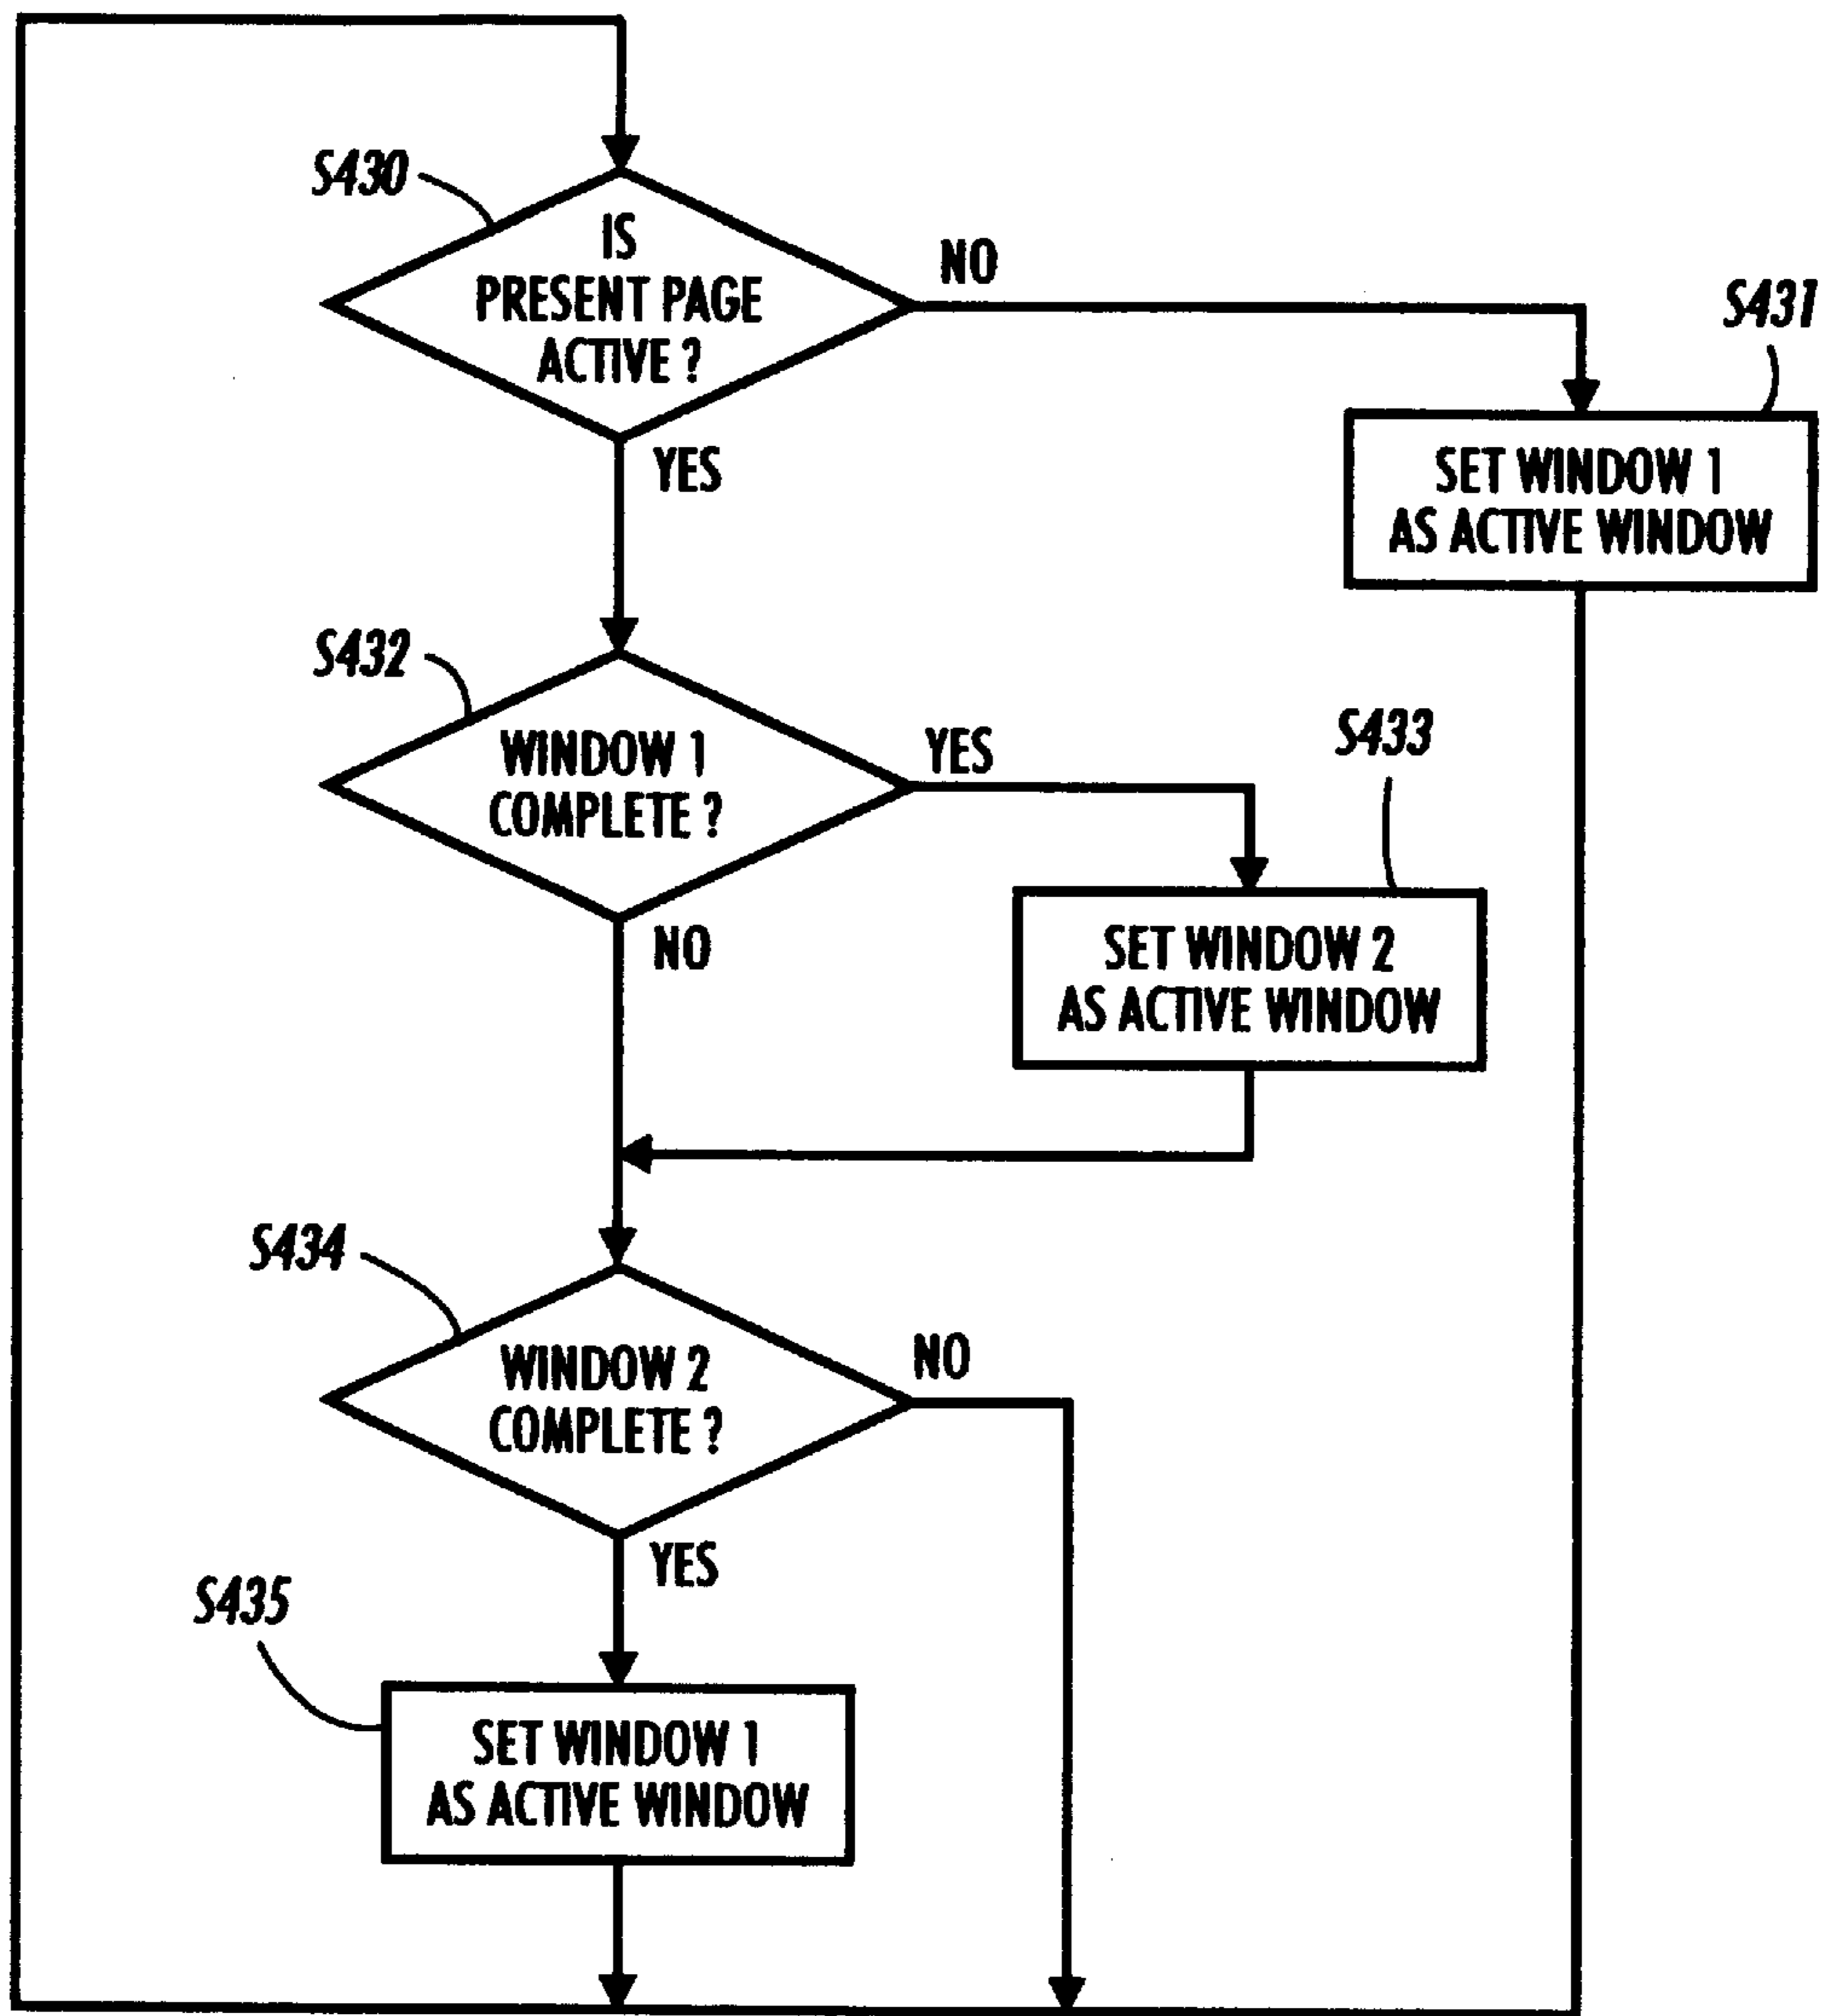 S430
IS
PRESENT PAGE
ACTIVE ?
NO
YES
S431
SET WINDOW 1
AS ACTIVE WINDOW
S432
WINDOW 1
COMPLETE ?
YES
NO
S433
SET WINDOW 2
AS ACTIVE WINDOW
S434
WINDOW 2
COMPLETE ?
NO
YES
S435
SET WINDOW 1
AS ACTIVE WINDOW